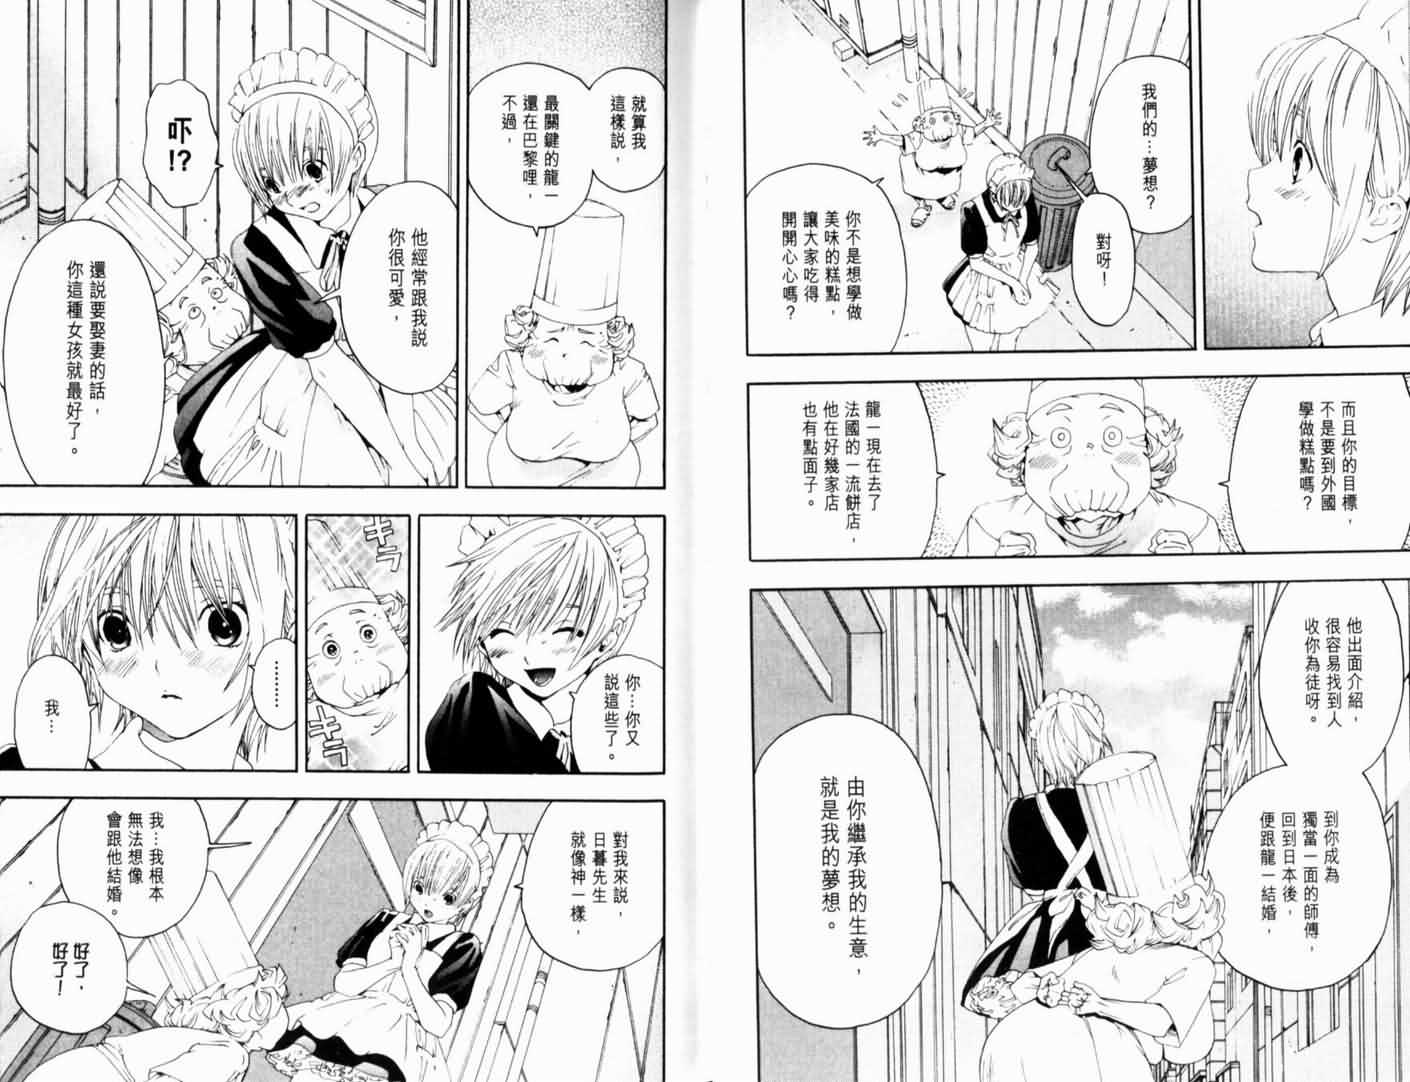 我們的…夢想？
對呀！
你不是想學做
美味的糕點，
讓大家吃得
開開心心嗎？
而且你的目標，
不是要到外國
學做糕點嗎？
龍一現在去了
法國的一流餅店，
他在好幾家店
也有點面子。
他出面介紹，
很容易找到人
收你為徒呀。
到你成為
獨當一面的師傅，
回到日本後，
便跟龍一結婚，
由你繼承我的生意，
就是我的夢想。
就算我
這樣説，
最關鍵的龍一
還在巴黎哩，
不過，
吓!?
他經常跟我説
你很可愛，
還説要娶妻的話，
你這種女孩就最好了。
你…你又
説這些了。
キラ
キラ
…………
我…
對我來説，
日暮先生
就像神一樣，
我…我根本
無法想像
會跟他結婚。
好了，
好了！